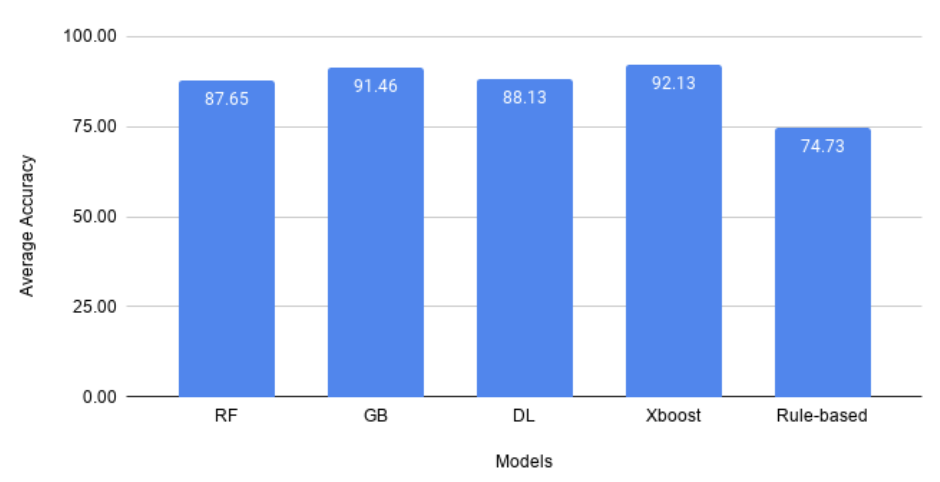 100.00
75.00
50.00
25.00
0.00
Average Accuracy
87.65
91.46
88.13
92.13
74.73
RF
GB
DL
Xboost
Rule-based
Models